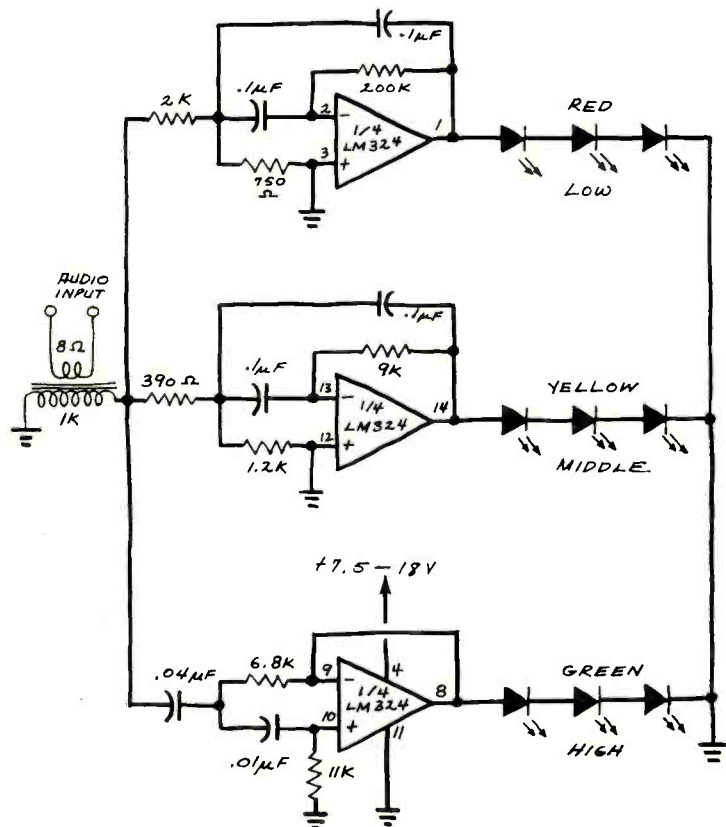 .1µF
200K
2K
.1µF
2
-
1
1/4
LM324
3
+
750
Ω
RED
LOW
AUDIO
INPUT
8Ω
1K
.1µF
9K
390Ω
.1µF
13
-
14
1/4
LM324
12
+
1.2K
YELLOW
MIDDLE
+7.5-18V
.04µF
6.8K
9
-
4
8
1/4
LM324
10
+
11
.01µF
11K
GREEN
HIGH